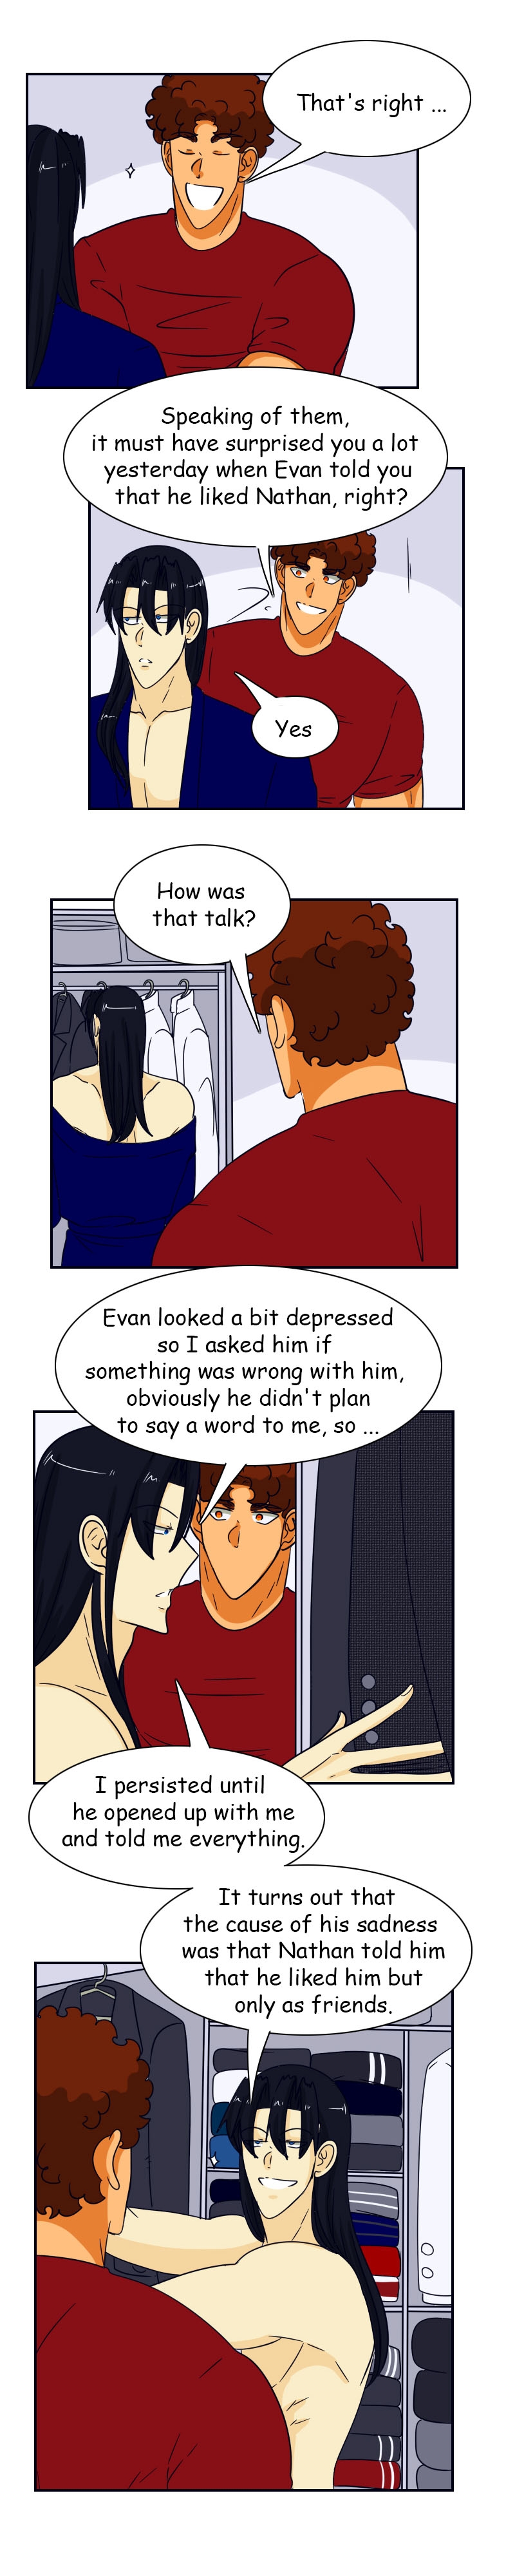 That's right ...
Speaking of them,
it must have surprised you a lot
yesterday when Evan told you
that he liked Nathan, right?
Yes
How was
that talk?
Evan looked a bit depressed
so I asked him if
something was wrong with him,
obviously he didn't plan
to say a word to me, so ...
I persisted until
he opened up with me
and told me everything.
It turns out that
the cause of his sadness
was that Nathan told him
that he liked him but
only as friends.